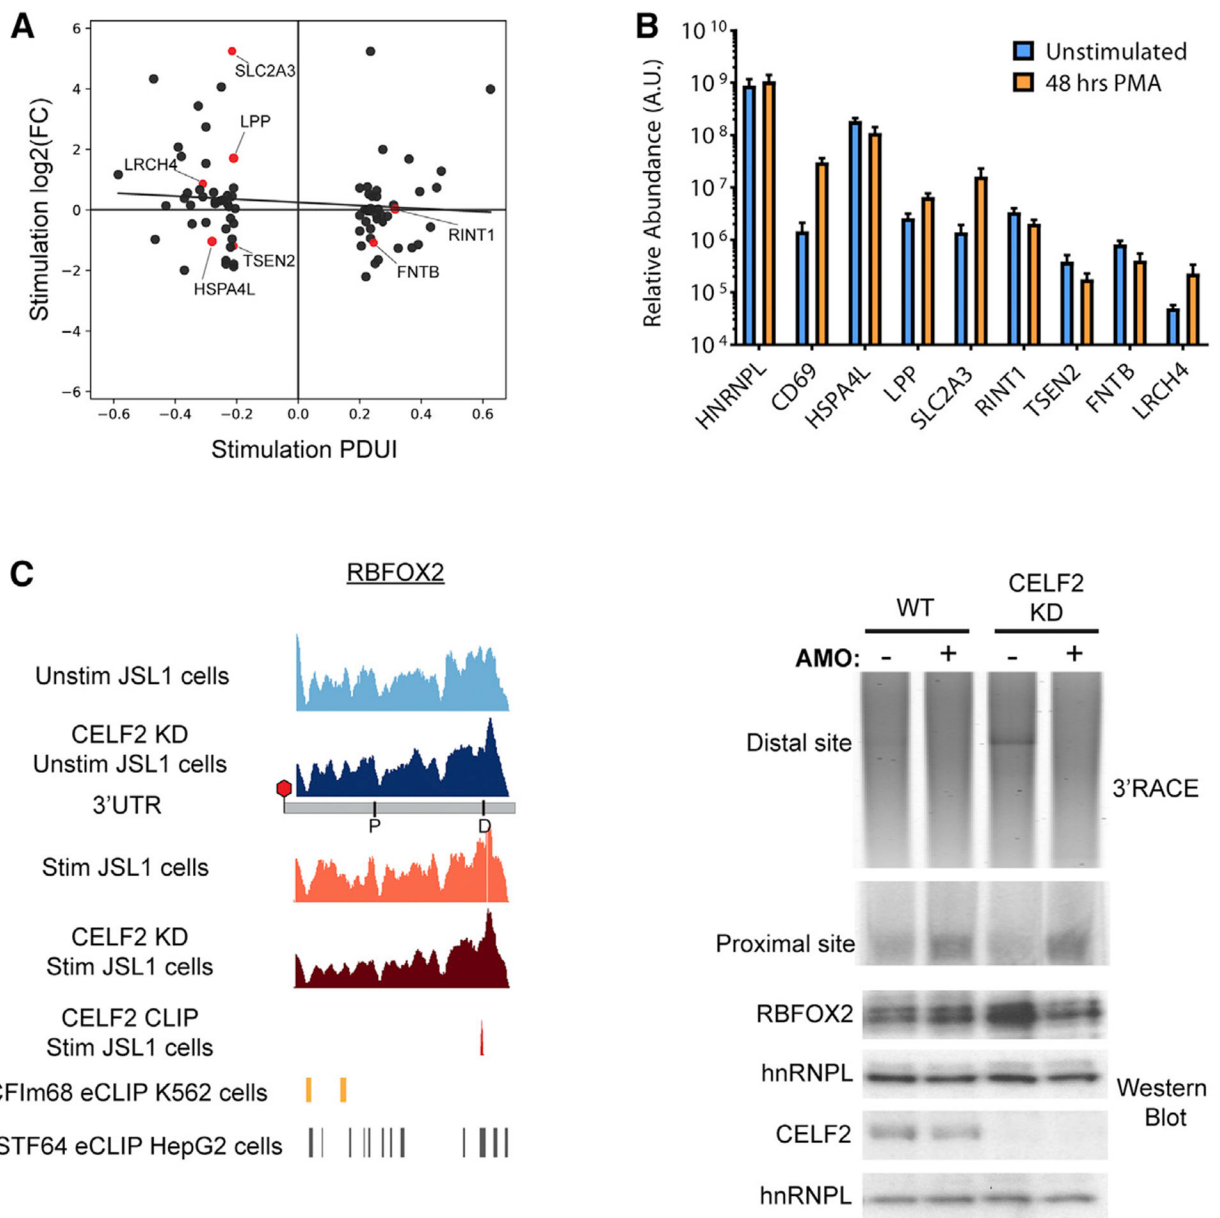 A
6
4
2
0
−2
−4
−6
Stimulation log2(FC)
SLC2A3
LPP
LRCH4
RINT1
TSEN2
FNTB
HSPA4L
−0.6 −0.4 −0.2 0.0 0.2 0.4 0.6
Stimulation PDUI
B
Relative Abundance (A.U.)
10^10
10^9
10^8
10^7
10^6
10^5
10^4
Unstimulated
48 hrs PMA
HNRNPL CD69 HSPA4L LPP SLC2A3 RINT1 TSEN2 FNTB LRCH4
C
RBFOX2
Unstim JSL1 cells
CELF2 KD
Unstim JSL1 cells
3'UTR
P D
Stim JSL1 cells
CELF2 KD
Stim JSL1 cells
CELF2 CLIP
Stim JSL1 cells
CFIm68 eCLIP K562 cells
STF64 eCLIP HepG2 cells
WT
CELF2
KD
AMO: - + - +
Distal site
3'RACE
Proximal site
RBFOX2
hnRNPL
Western
Blot
CELF2
hnRNPL